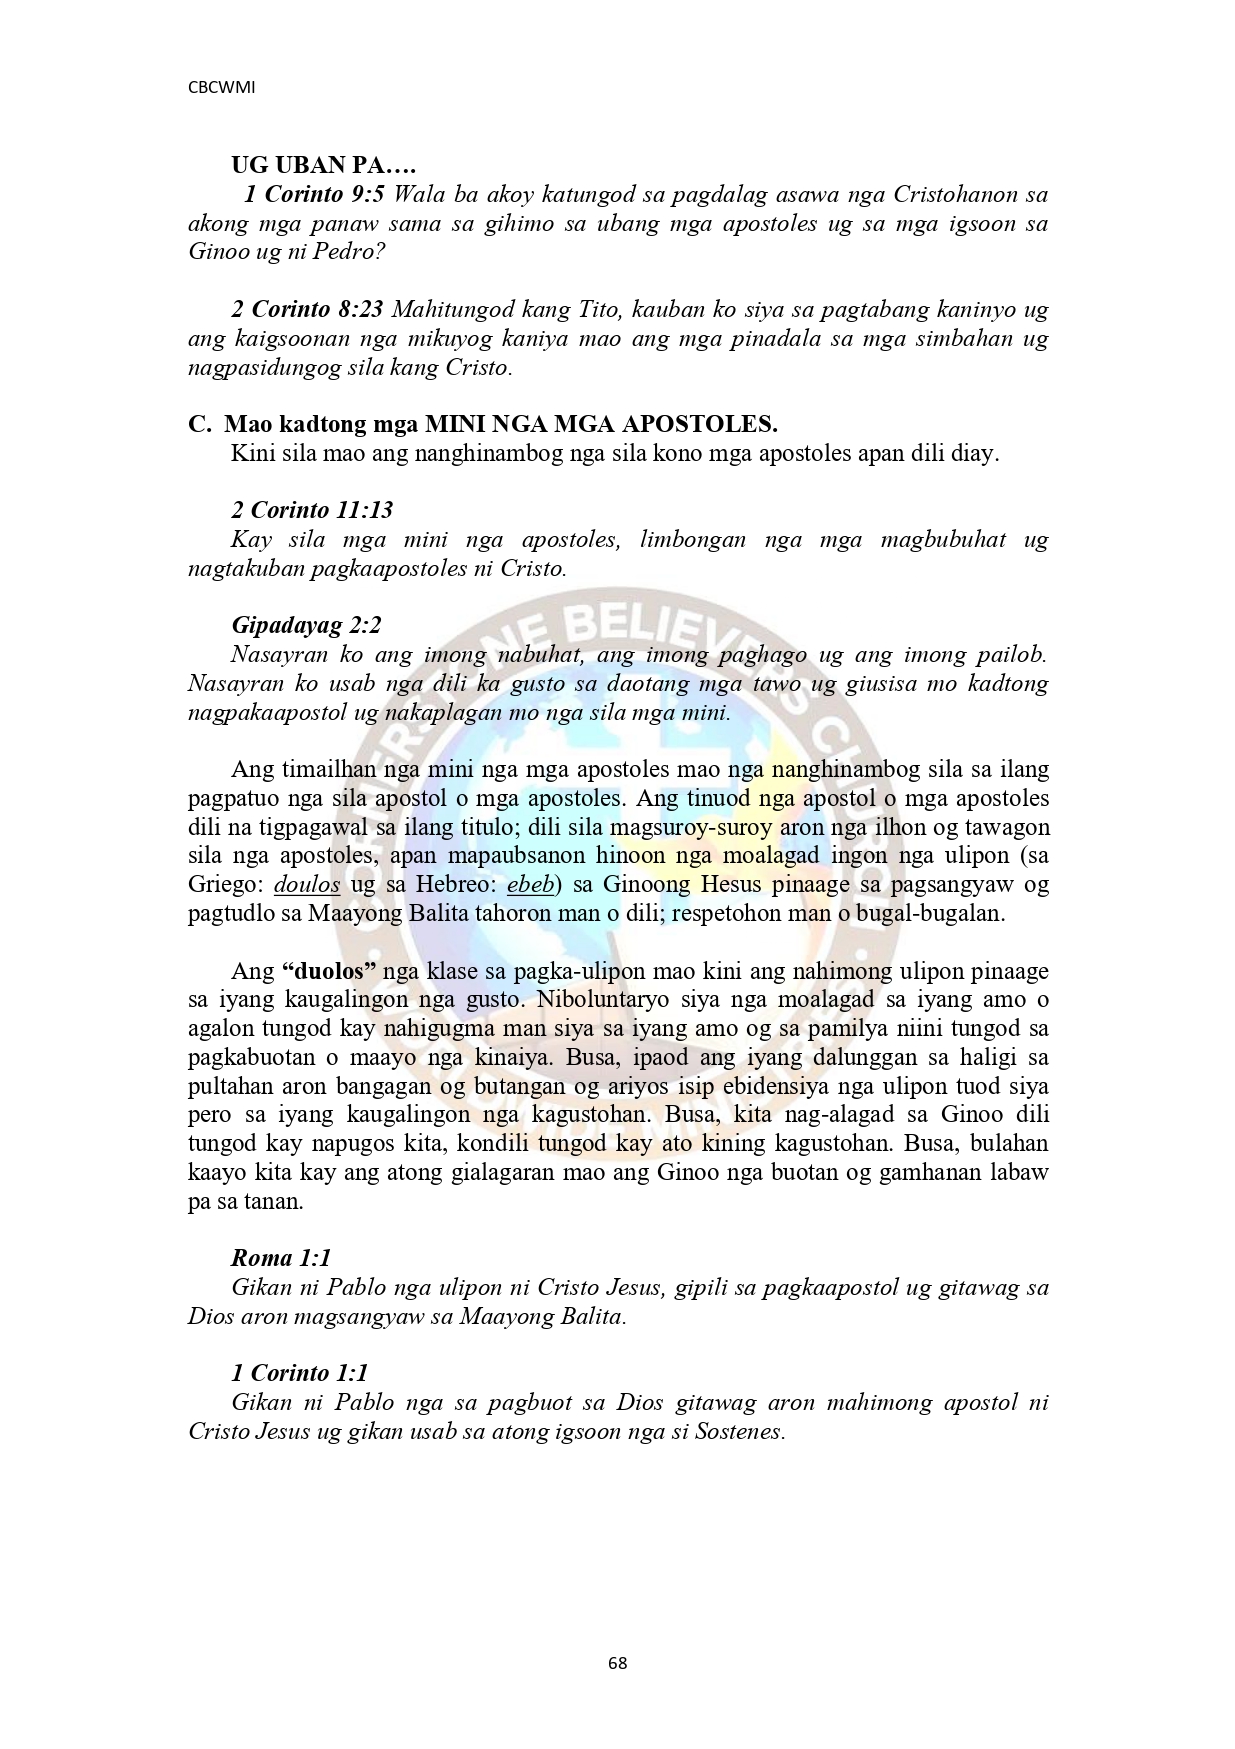 CBCWMI
UG UBAN PA….
1 Corinto 9:5 Wala ba akoy katungod sa pagdalag asawa nga Cristohanon sa
akong mga panaw sama sa gihimo sa ubang mga apostoles ug sa mga igsoon sa
Ginoo ug ni Pedro?
2 Corinto 8:23 Mahitungod kang Tito, kauban ko siya sa pagtabang kaninyo ug
ang kaigsoonan nga mikuyog kaniya mao ang mga pinadala sa mga simbahan ug
nagpasidungog sila kang Cristo.
C. Mao kadtong mga MINI NGA MGA APOSTOLES.
Kini sila mao ang nanghinambog nga sila kono mga apostoles apan dili diay.
2 Corinto 11:13
Kay sila mga mini nga apostoles, limbongan nga mga magbubuhat ug
nagtakuban pagkaapostoles ni Cristo.
Gipadayag 2:2
Nasayran ko ang imong nabuhat, ang imong paghago ug ang imong pailob.
Nasayran ko usab nga dili ka gusto sa daotang mga tawo ug giusisa mo kadtong
nagpakaapostol ug nakaplagan mo nga sila mga mini.
Ang timailhan nga mini nga mga apostoles mao nga nanghinambog sila sa ilang
pagpatuo nga sila apostol o mga apostoles. Ang tinuod nga apostol o mga apostoles
dili na tigpagawal sa ilang titulo; dili sila magsuroy-suroy aron nga ilhon og tawagon
sila nga apostoles, apan mapaubsanon hinoon nga moalagad ingon nga ulipon (sa
Griego: doulos ug sa Hebreo: ebeb) sa Ginoong Hesus pinaage sa pagsangyaw og
pagtudlo sa Maayong Balita tahoron man o dili; respetohon man o bugal-bugalan.
Ang “duolos” nga klase sa pagka-ulipon mao kini ang nahimong ulipon pinaage
sa iyang kaugalingon nga gusto. Niboluntaryo siya nga moalagad sa iyang amo o
agalon tungod kay nahigugma man siya sa iyang amo og sa pamilya niini tungod sa
pagkabuotan o maayo nga kinaiya. Busa, ipaod ang iyang dalunggan sa haligi sa
pultahan aron bangagan og butangan og ariyos isip ebidensiya nga ulipon tuod siya
pero sa iyang kaugalingon nga kagustohan. Busa, kita nag-alagad sa Ginoo dili
tungod kay napugos kita, kondili tungod kay ato kining kagustohan. Busa, bulahan
kaayo kita kay ang atong gialagaran mao ang Ginoo nga buotan og gamhanan labaw
pa sa tanan.
Roma 1:1
Gikan ni Pablo nga ulipon ni Cristo Jesus, gipili sa pagkaapostol ug gitawag sa
Dios aron magsangyaw sa Maayong Balita.
1 Corinto 1:1
Gikan ni Pablo nga sa pagbuot sa Dios gitawag aron mahimong apostol ni
Cristo Jesus ug gikan usab sa atong igsoon nga si Sostenes.
CORNERSTONE BELIEVERS CHURCH
WORLDWIDE MINISTRIES
68